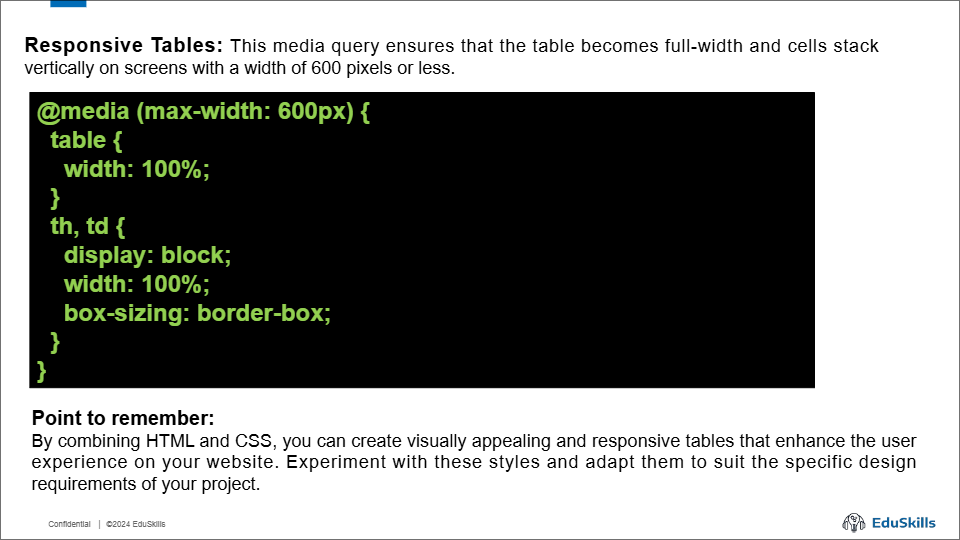 Responsive Tables: This media query ensures that the table becomes full-width and cells stack
vertically on screens with a width of 600 pixels or less.
@media (max-width: 600px) {
table {
width: 100%;
}
th, td {
display: block;
width: 100%;
box-sizing: border-box;
}
}
Point to remember:
By combining HTML and CSS, you can create visually appealing and responsive tables that enhance the user
experience on your website. Experiment with these styles and adapt them to suit the specific design
requirements of your project.
Confidential | ©2024 EduSkills
EduSkills